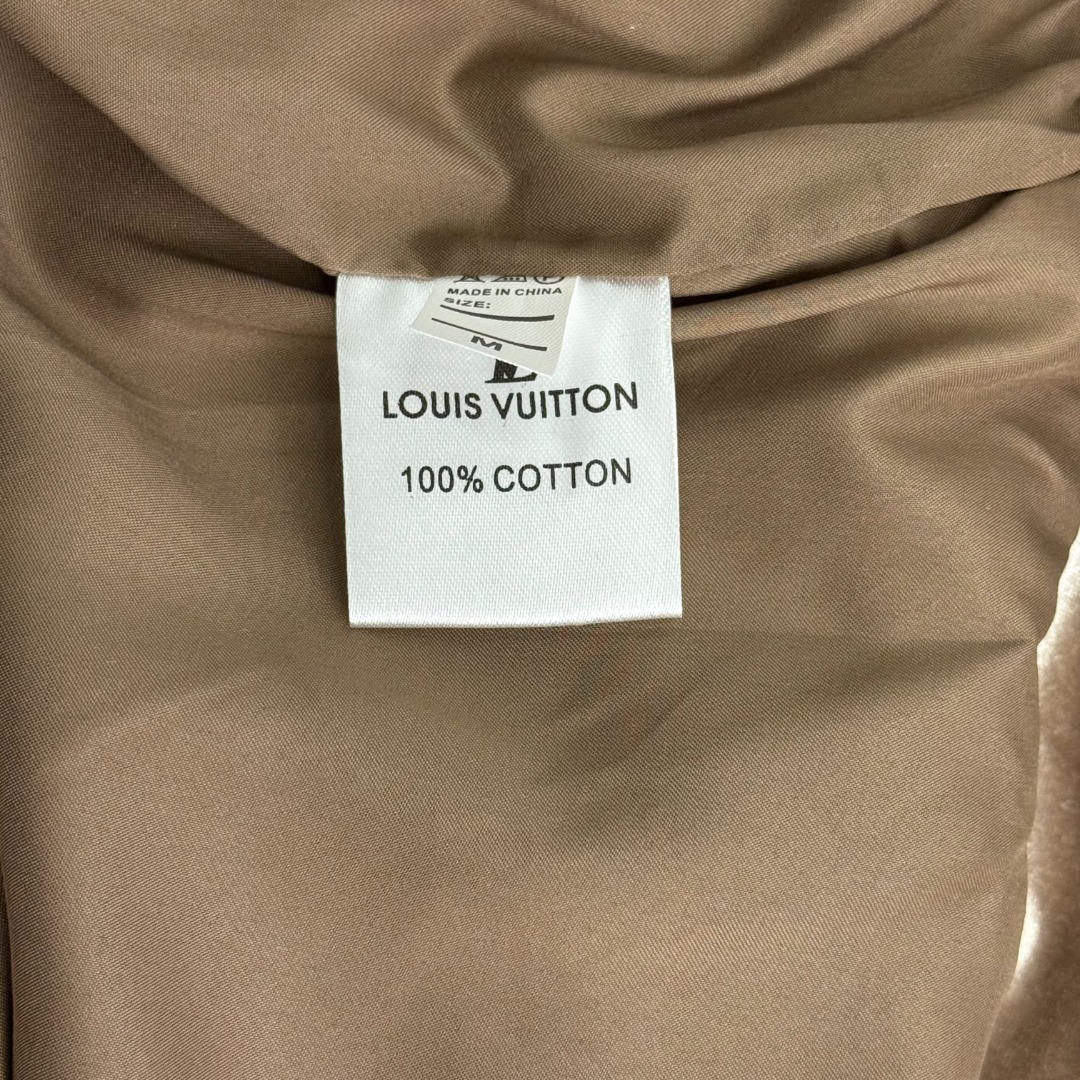 MADE IN CHINA
SIZE:
M
LOUIS VUITTON
100% COTTON